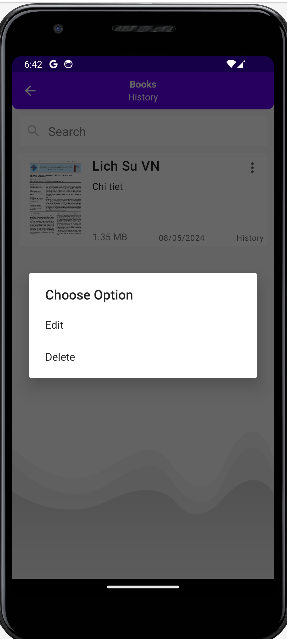 6:42
Books
History
Search
Lich Su VN
Chi tiet
1.35 MB 08/05/2024 History
Choose Option
Edit
Delete